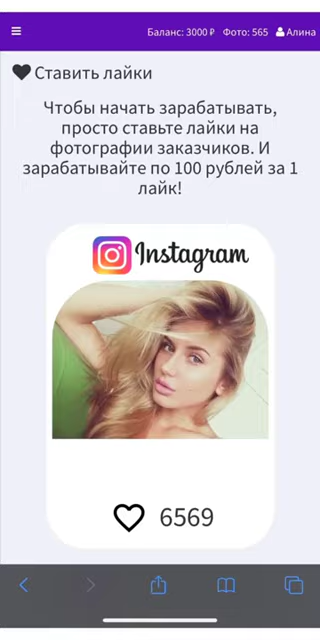 Баланс: 3000 ₽ Фото: 565 Алина
Ставить лайки
Чтобы начать зарабатывать,
просто ставьте лайки на
фотографии заказчиков. И
зарабатывайте по 100 рублей за 1
лайк!
Instagram
6569